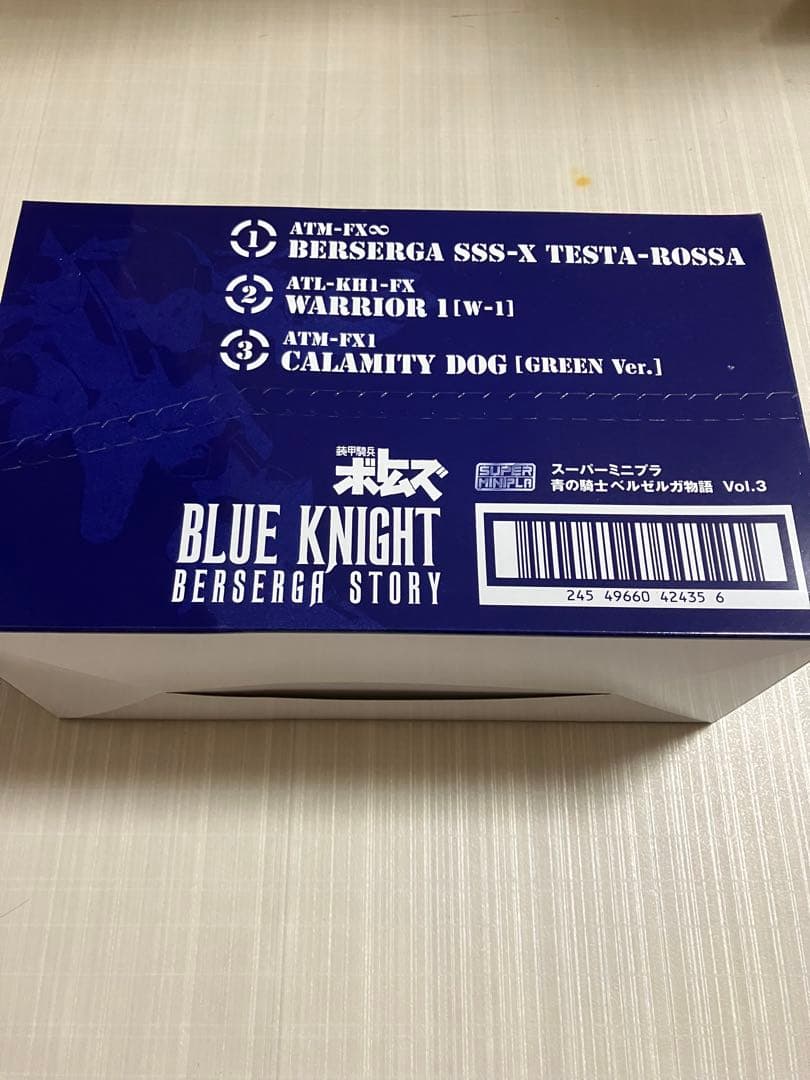 1 ATM-FX∞
BERSERGA SSS-X TESTA-ROSSA
2 ATL-KH1-FX
WARRIOR 1 [W-1]
3 ATM-FX1
CALAMITY DOG [GREEN Ver.]
装甲騎兵
ボトムズ
BLUE KNIGHT
BERSERGA STORY
SUPER
MINIPLA
スーパーミニプラ
青の騎士ベルゼルガ物語 Vol.3
245 49660 42435 6